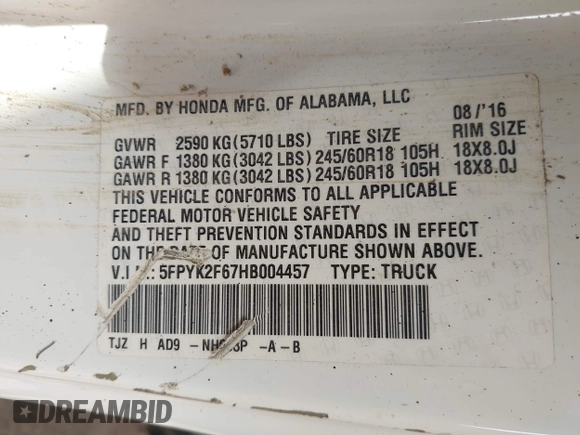 MFD. BY HONDA MFG. OF ALABAMA, LLC 08/'16
GVWR 2590 KG (5710 LBS) TIRE SIZE RIM SIZE
GAWR F 1380 KG (3042 LBS) 245/60R18 105H 18X8.0J
GAWR R 1380 KG (3042 LBS) 245/60R18 105H 18X8.0J
THIS VEHICLE CONFORMS TO ALL APPLICABLE
FEDERAL MOTOR VEHICLE SAFETY
AND THEFT PREVENTION STANDARDS IN EFFECT
ON THE DATE OF MANUFACTURE SHOWN ABOVE.
5FPYK2F67HB004457 TYPE: TRUCK
TJZ H AD9 -A -B
DREAMBID